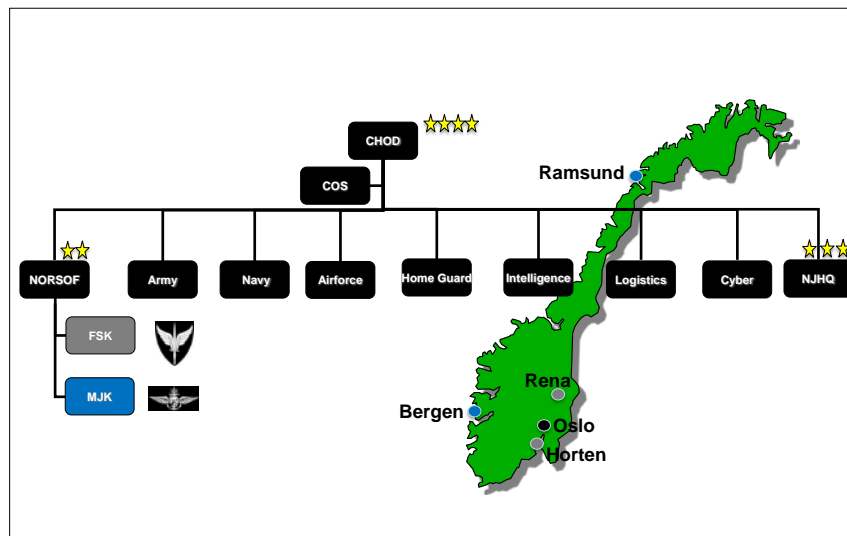 CHOD
COS
NORSOF
Army
Navy
Airforce
Home Guard
Intelligence
Logistics
Cyber
NJHQ
FSK
MJK
Ramsund
Rena
Bergen
Oslo
Horten